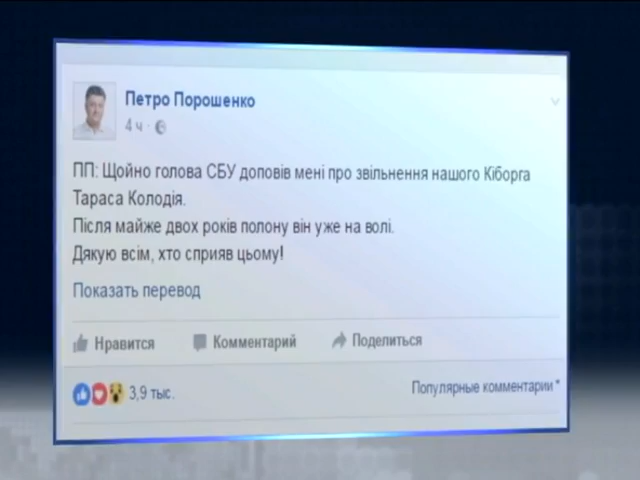 Петро Порошенко
4 ч ·
ПП: Щойно голова СБУ доповів мені про звільнення нашого Кіборга
Тараса Колодія.
Після майже двох років полону він уже на волі.
Дякую всім, хто сприяв цьому!
Показать перевод
Нравится Комментарий Поделиться
3,9 тыс. Популярные комментарии